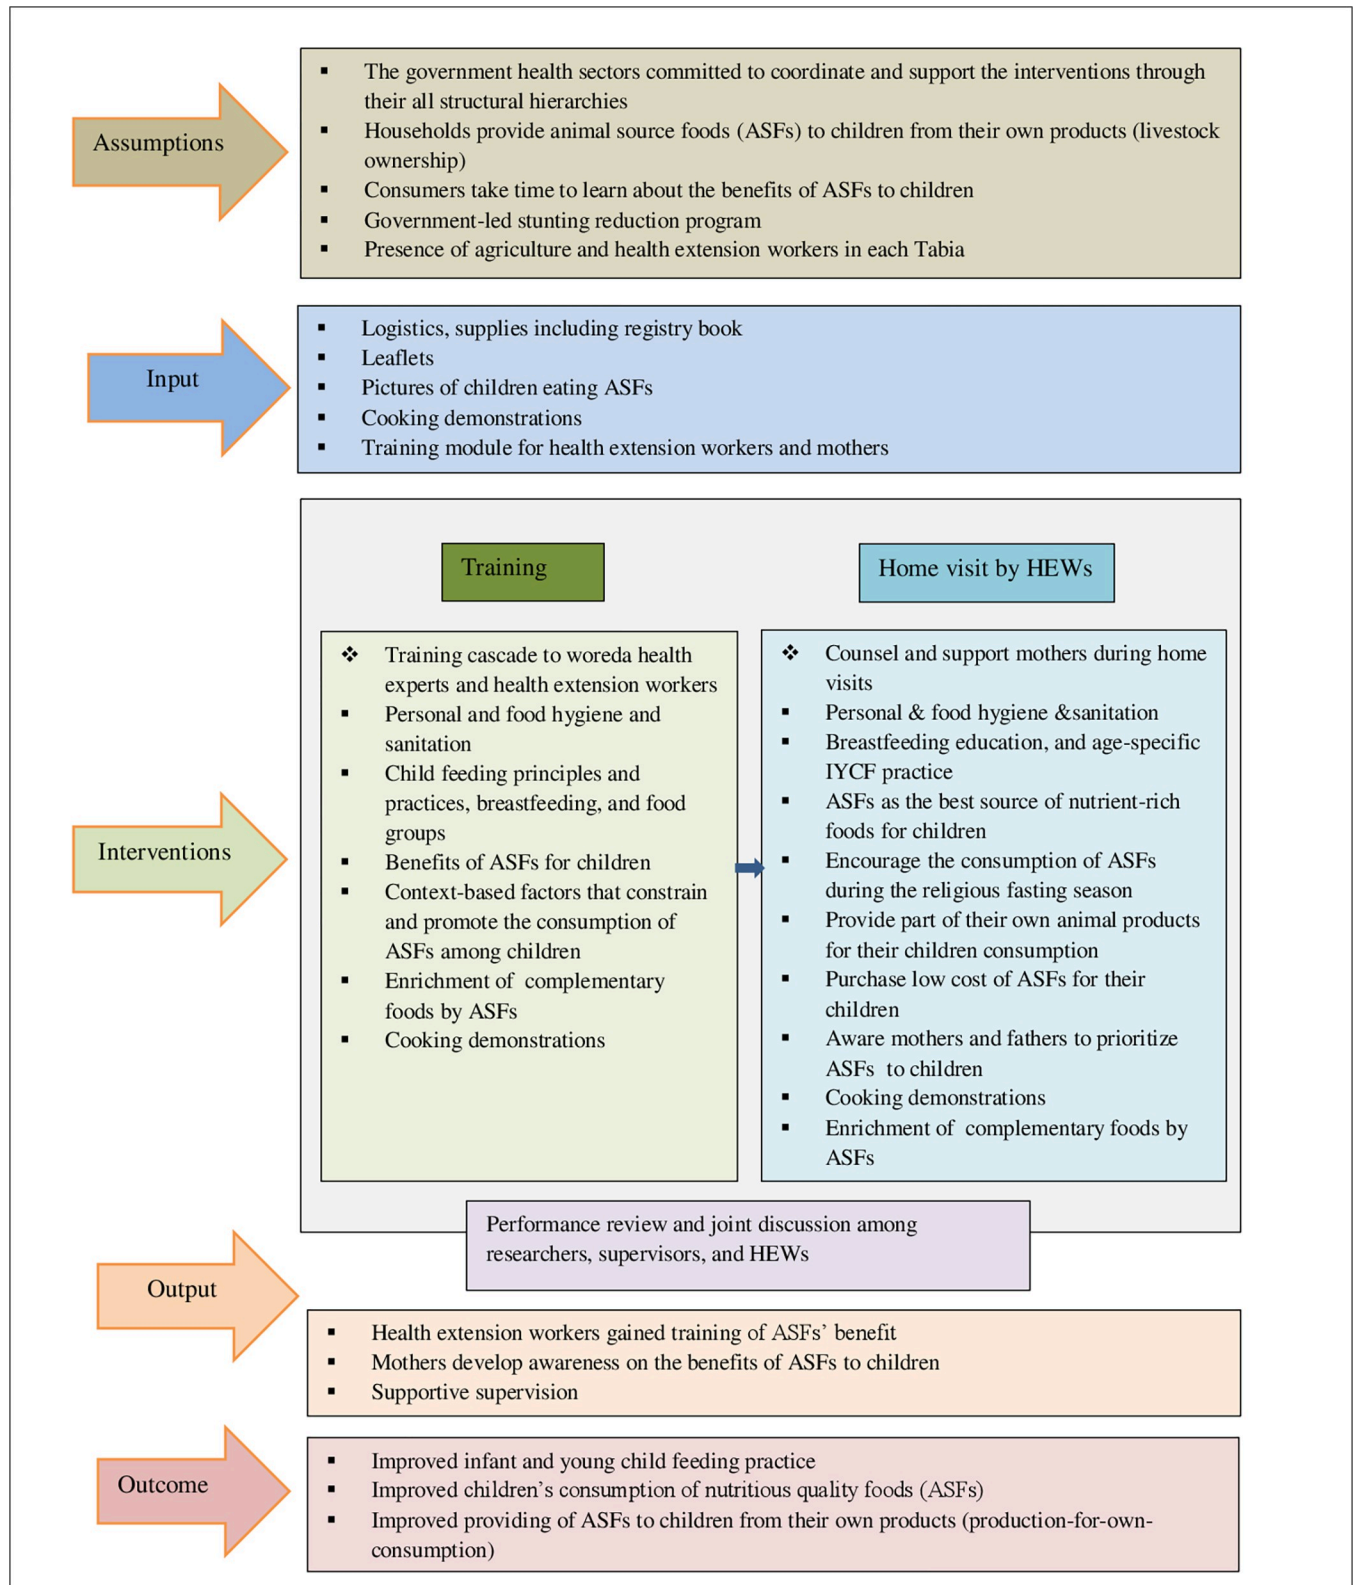 Assumptions
▪ The government health sectors committed to coordinate and support the interventions through
their all structural hierarchies
▪ Households provide animal source foods (ASFs) to children from their own products (livestock
ownership)
▪ Consumers take time to learn about the benefits of ASFs to children
▪ Government-led stunting reduction program
▪ Presence of agriculture and health extension workers in each Tabia
Input
▪ Logistics, supplies including registry book
▪ Leaflets
▪ Pictures of children eating ASFs
▪ Cooking demonstrations
▪ Training module for health extension workers and mothers
Interventions
Training
❖ Training cascade to woreda health
experts and health extension workers
▪ Personal and food hygiene and
sanitation
▪ Child feeding principles and
practices, breastfeeding, and food
groups
▪ Benefits of ASFs for children
▪ Context-based factors that constrain
and promote the consumption of
ASFs among children
▪ Enrichment of complementary
foods by ASFs
▪ Cooking demonstrations
Home visit by HEWs
❖ Counsel and support mothers during home
visits
▪ Personal & food hygiene &sanitation
▪ Breastfeeding education, and age-specific
IYCF practice
▪ ASFs as the best source of nutrient-rich
foods for children
▪ Encourage the consumption of ASFs
during the religious fasting season
▪ Provide part of their own animal products
for their children consumption
▪ Purchase low cost of ASFs for their
children
▪ Aware mothers and fathers to prioritize
ASFs to children
▪ Cooking demonstrations
▪ Enrichment of complementary foods by
ASFs
Performance review and joint discussion among
researchers, supervisors, and HEWs
Output
▪ Health extension workers gained training of ASFs’ benefit
▪ Mothers develop awareness on the benefits of ASFs to children
▪ Supportive supervision
Outcome
▪ Improved infant and young child feeding practice
▪ Improved children’s consumption of nutritious quality foods (ASFs)
▪ Improved providing of ASFs to children from their own products (production-for-own-
consumption)